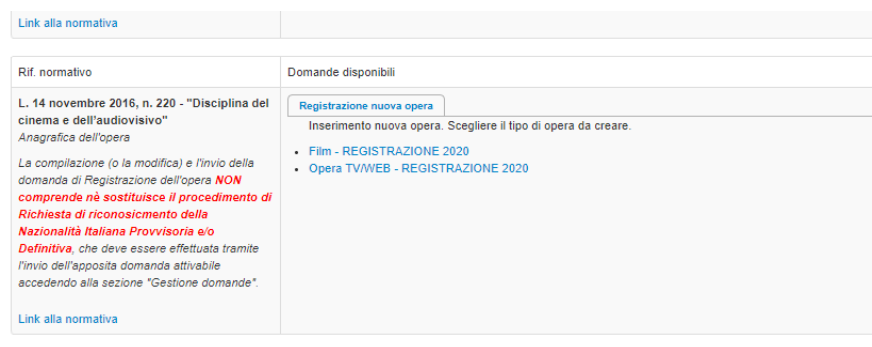 Link alla normativa
Rif. normativo
Domande disponibili
L. 14 novembre 2016, n. 220 - "Disciplina del
cinema e dell'audiovisivo"
Anagrafica dell'opera
La compilazione (o la modifica) e l'invio della
domanda di Registrazione dell'opera NON
comprende nè sostituisce il procedimento di
Richiesta di riconosicmento della
Nazionalità Italiana Provvisoria e/o
Definitiva, che deve essere effettuata tramite
l'invio dell'apposita domanda attivabile
accedendo alla sezione "Gestione domande".
Link alla normativa
Registrazione nuova opera
Inserimento nuova opera. Scegliere il tipo di opera da creare.
• Film - REGISTRAZIONE 2020
• Opera TV/WEB - REGISTRAZIONE 2020